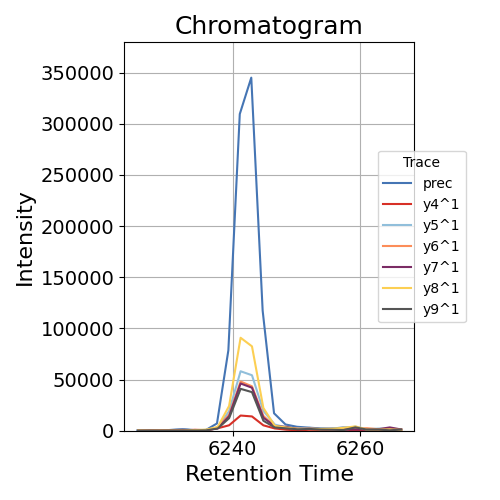 Chromatogram
350000
300000
250000
200000
150000
100000
50000
0
Intensity
6240 6260
Retention Time
Trace
prec
y4^1
y5^1
y6^1
y7^1
y8^1
y9^1